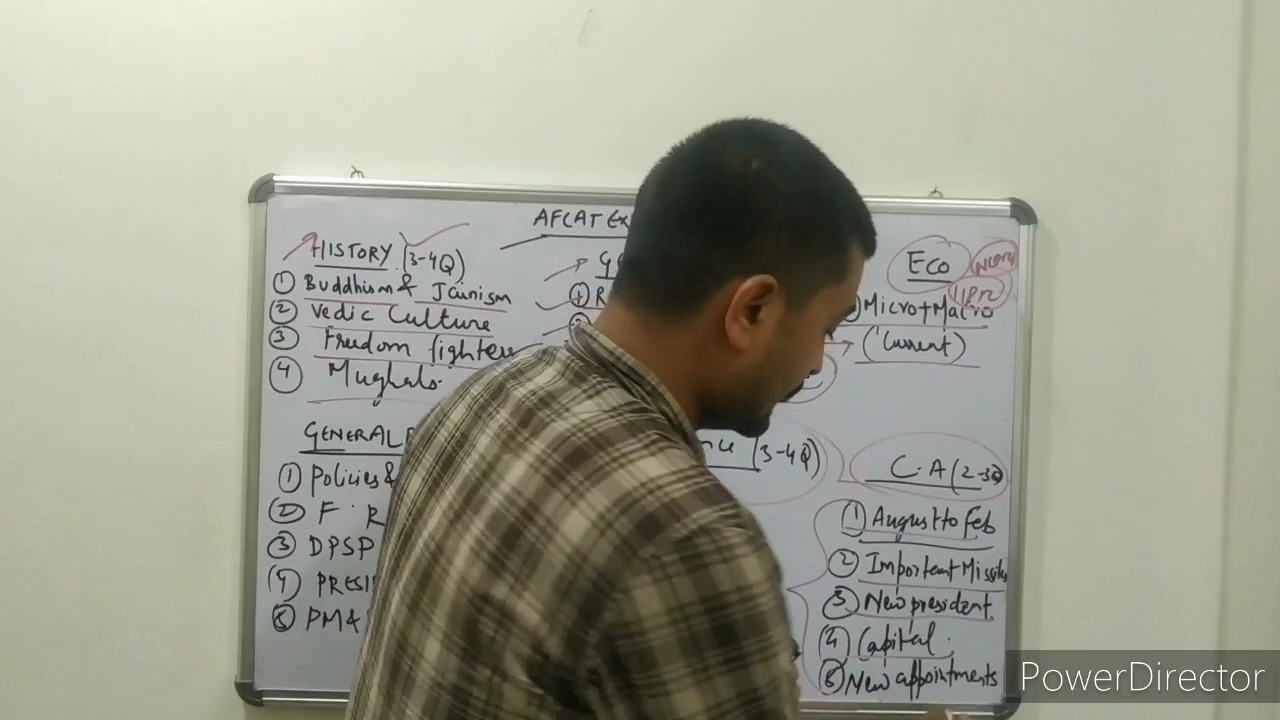 AFCAT EX
HISTORY (3-4Q)
① Buddhism & Jainism
② Vedic Culture
③ Freedom fighters
④ Mughals.
GENERAL
① Policies &
② F. R
③ DPSP
④ PRESI
⑤ PM &
nce (3-4Q)
Eco
NCERT
Micro+Macro
(Current)
C.A (2-3Q
① August to Feb
② Important Missiles
③ New president
④ Capital.
⑤ New appointments
PowerDirector